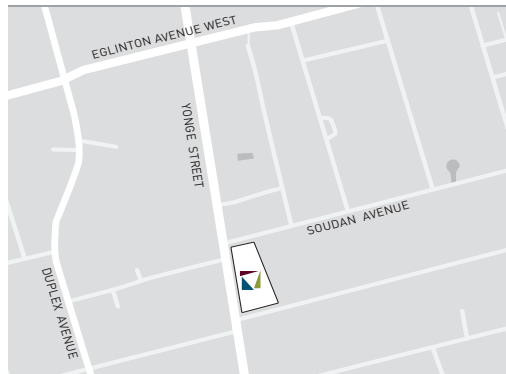 EGLINTON AVENUE WEST
YONGE STREET
SOUDAN AVENUE
DUPLEX AVENUE